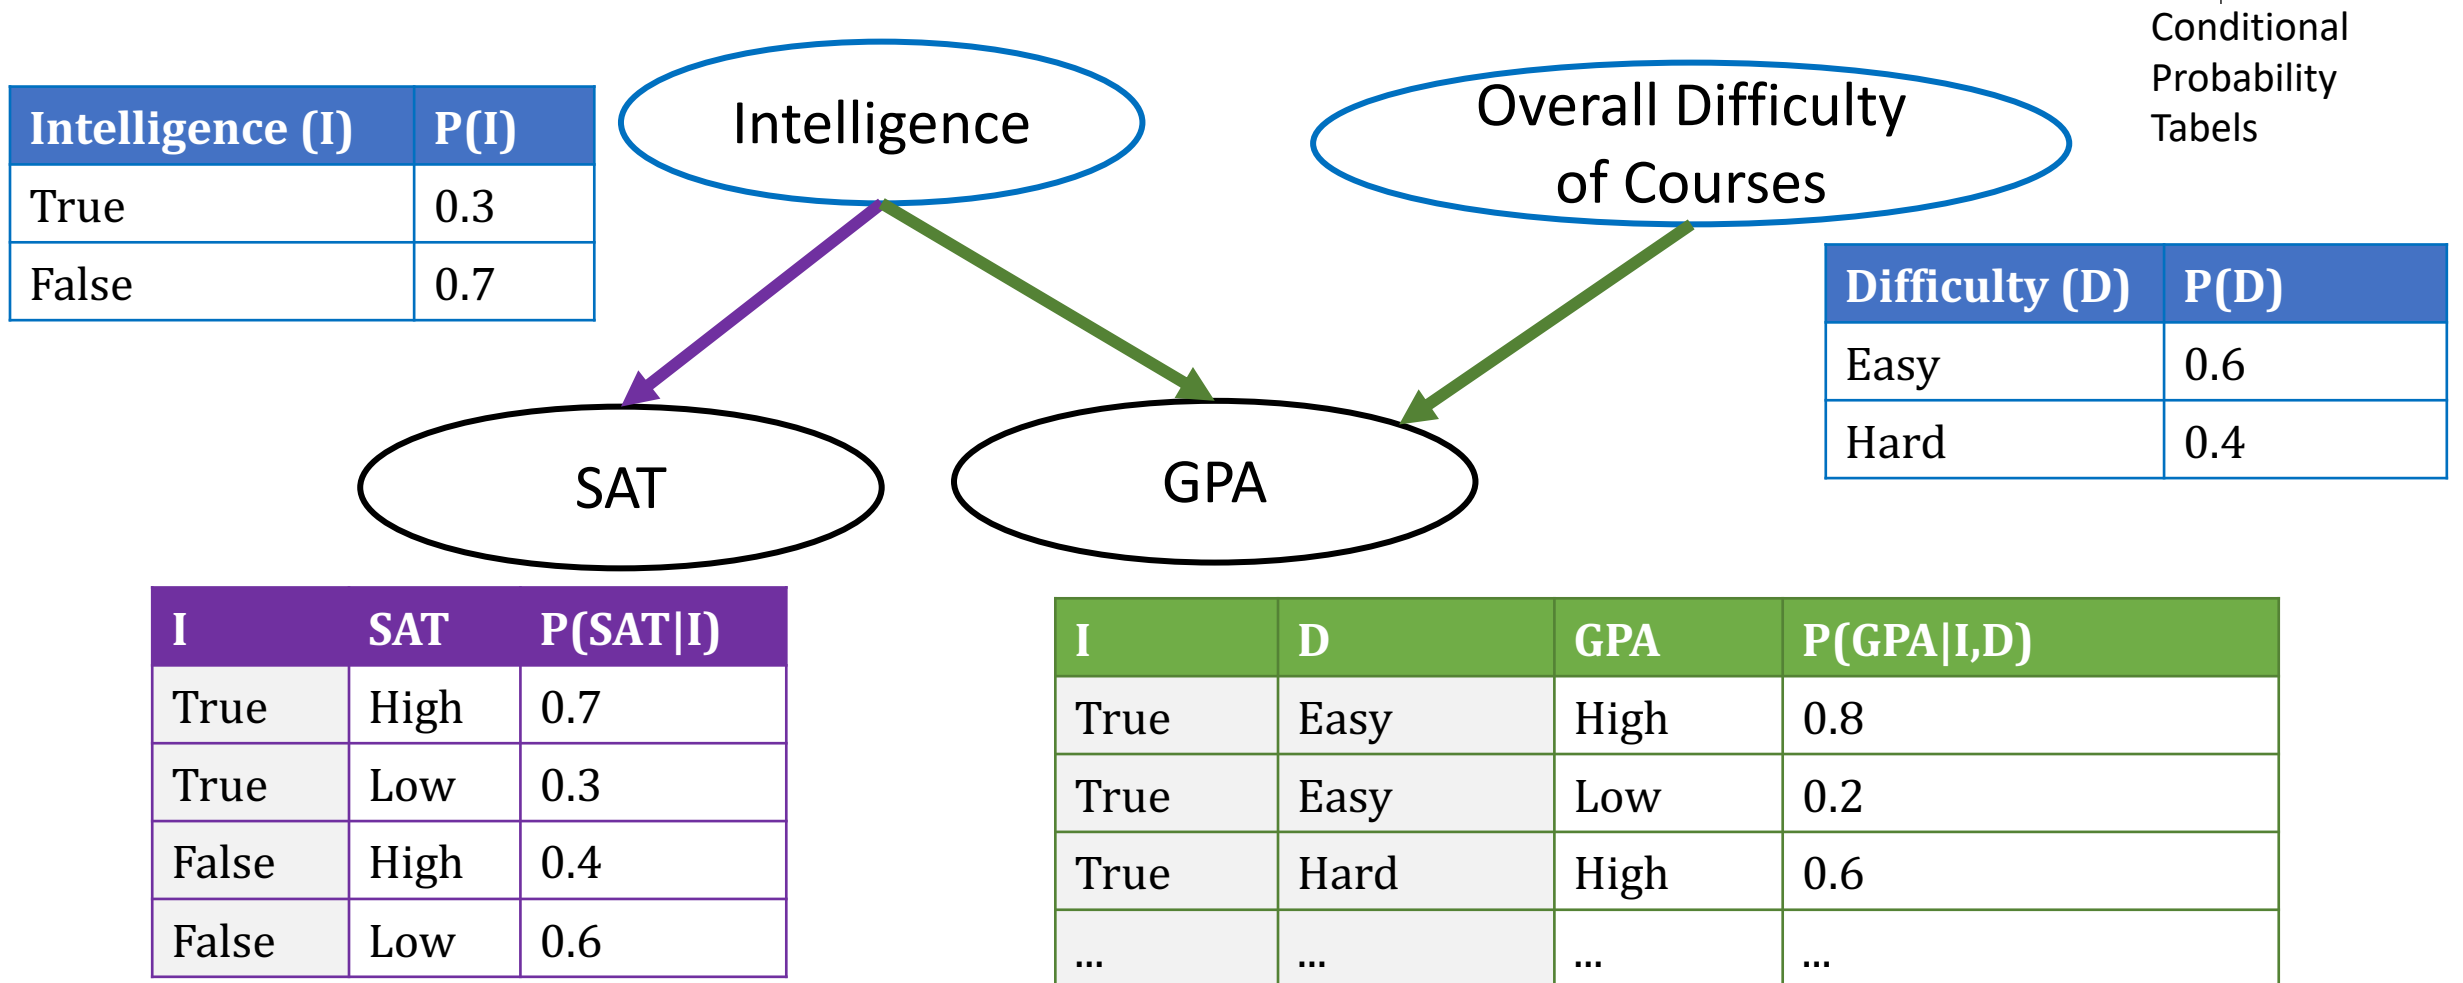 Conditional
Probability
Tabels
Intelligence (I) P(I)
True 0.3
False 0.7
Intelligence
Overall Difficulty
of Courses
Difficulty (D) P(D)
Easy 0.6
Hard 0.4
SAT
GPA
I SAT P(SAT|I)
True High 0.7
True Low 0.3
False High 0.4
False Low 0.6
I D GPA P(GPA|I,D)
True Easy High 0.8
True Easy Low 0.2
True Hard High 0.6
... ... ... ...